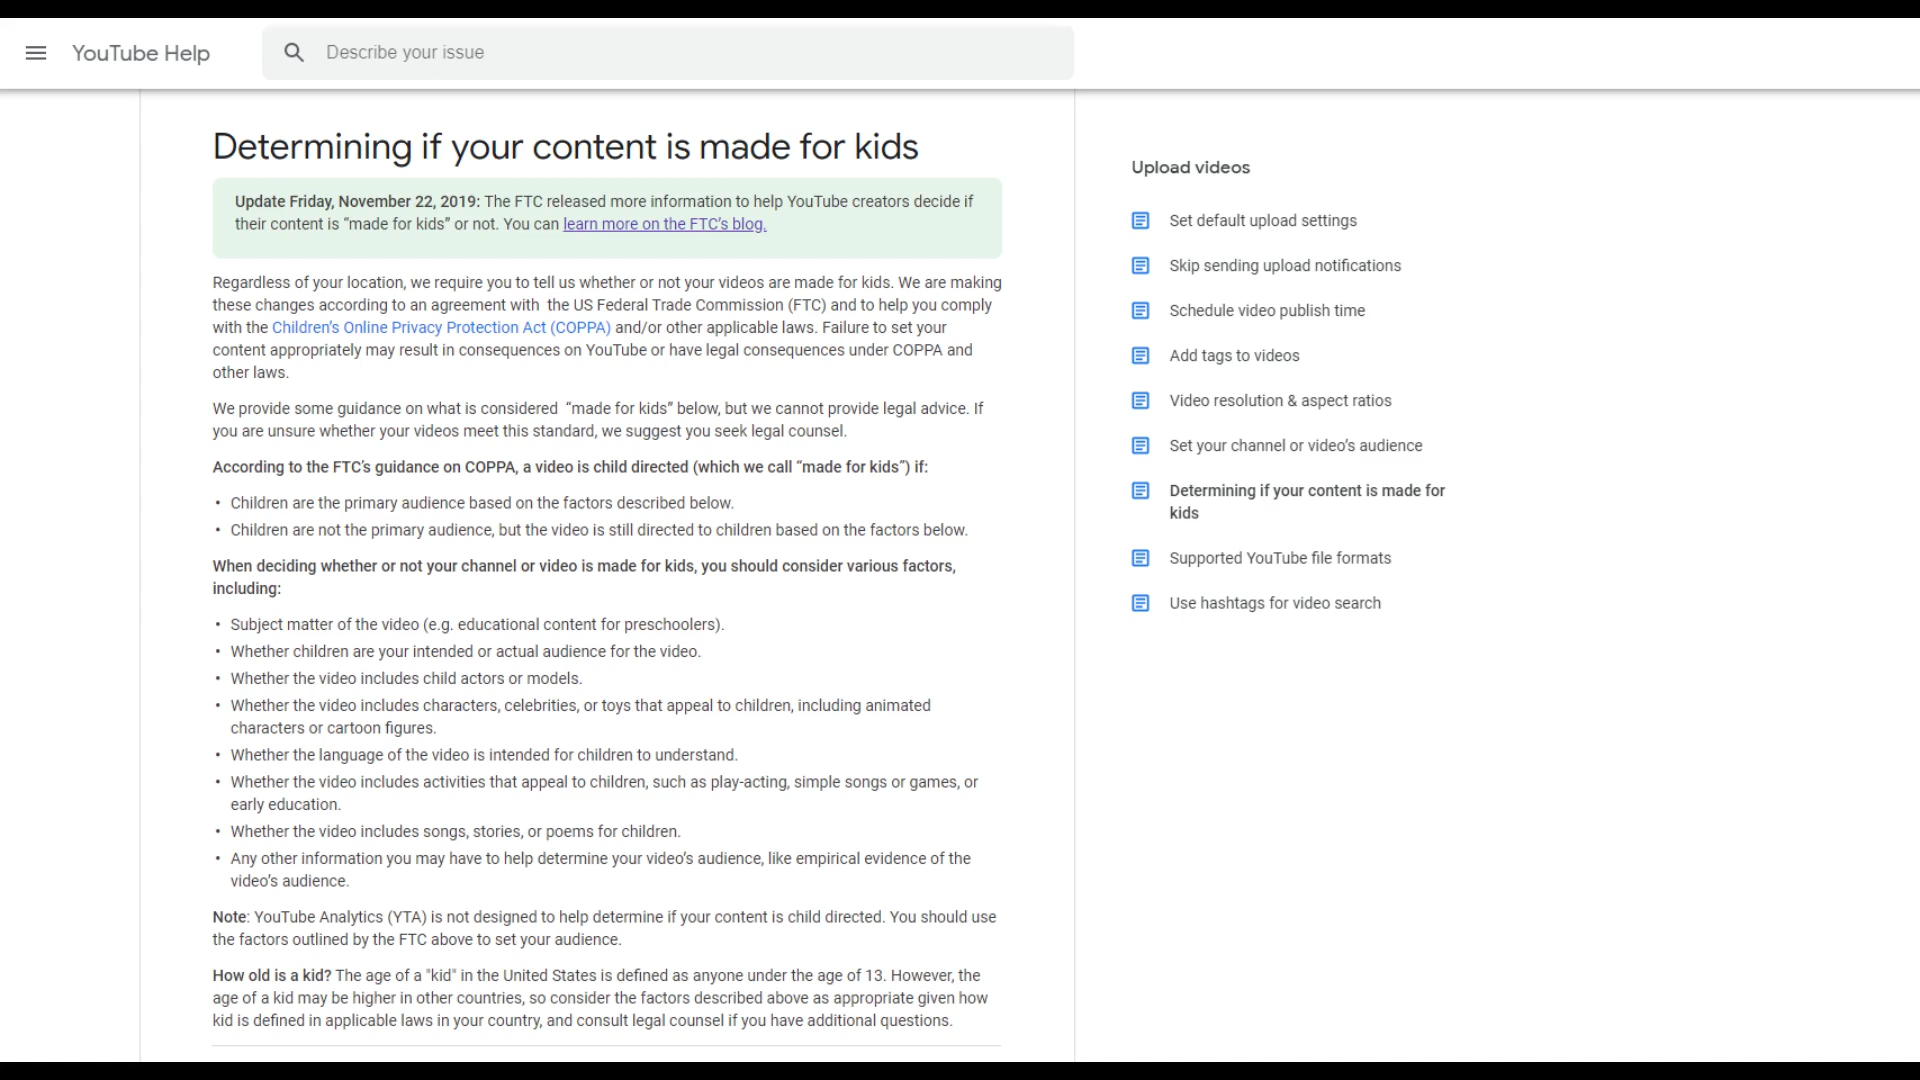 YouTube Help
Describe your issue
Determining if your content is made for kids
Update Friday, November 22, 2019: The FTC released more information to help YouTube creators decide if
their content is “made for kids” or not. You can learn more on the FTC’s blog.
Regardless of your location, we require you to tell us whether or not your videos are made for kids. We are making
these changes according to an agreement with  the US Federal Trade Commission (FTC) and to help you comply
with the Children’s Online Privacy Protection Act (COPPA) and/or other applicable laws. Failure to set your
content appropriately may result in consequences on YouTube or have legal consequences under COPPA and
other laws.
We provide some guidance on what is considered  “made for kids” below, but we cannot provide legal advice. If
you are unsure whether your videos meet this standard, we suggest you seek legal counsel.
According to the FTC’s guidance on COPPA, a video is child directed (which we call “made for kids”) if:
• Children are the primary audience based on the factors described below.
• Children are not the primary audience, but the video is still directed to children based on the factors below.
When deciding whether or not your channel or video is made for kids, you should consider various factors,
including:
• Subject matter of the video (e.g. educational content for preschoolers).
• Whether children are your intended or actual audience for the video.
• Whether the video includes child actors or models.
• Whether the video includes characters, celebrities, or toys that appeal to children, including animated
characters or cartoon figures.
• Whether the language of the video is intended for children to understand.
• Whether the video includes activities that appeal to children, such as play-acting, simple songs or games, or
early education.
• Whether the video includes songs, stories, or poems for children.
• Any other information you may have to help determine your video’s audience, like empirical evidence of the
video’s audience.
Note: YouTube Analytics (YTA) is not designed to help determine if your content is child directed. You should use
the factors outlined by the FTC above to set your audience.
How old is a kid? The age of a "kid" in the United States is defined as anyone under the age of 13. However, the
age of a kid may be higher in other countries, so consider the factors described above as appropriate given how
kid is defined in applicable laws in your country, and consult legal counsel if you have additional questions.
Upload videos
Set default upload settings
Skip sending upload notifications
Schedule video publish time
Add tags to videos
Video resolution & aspect ratios
Set your channel or video’s audience
Determining if your content is made for
kids
Supported YouTube file formats
Use hashtags for video search